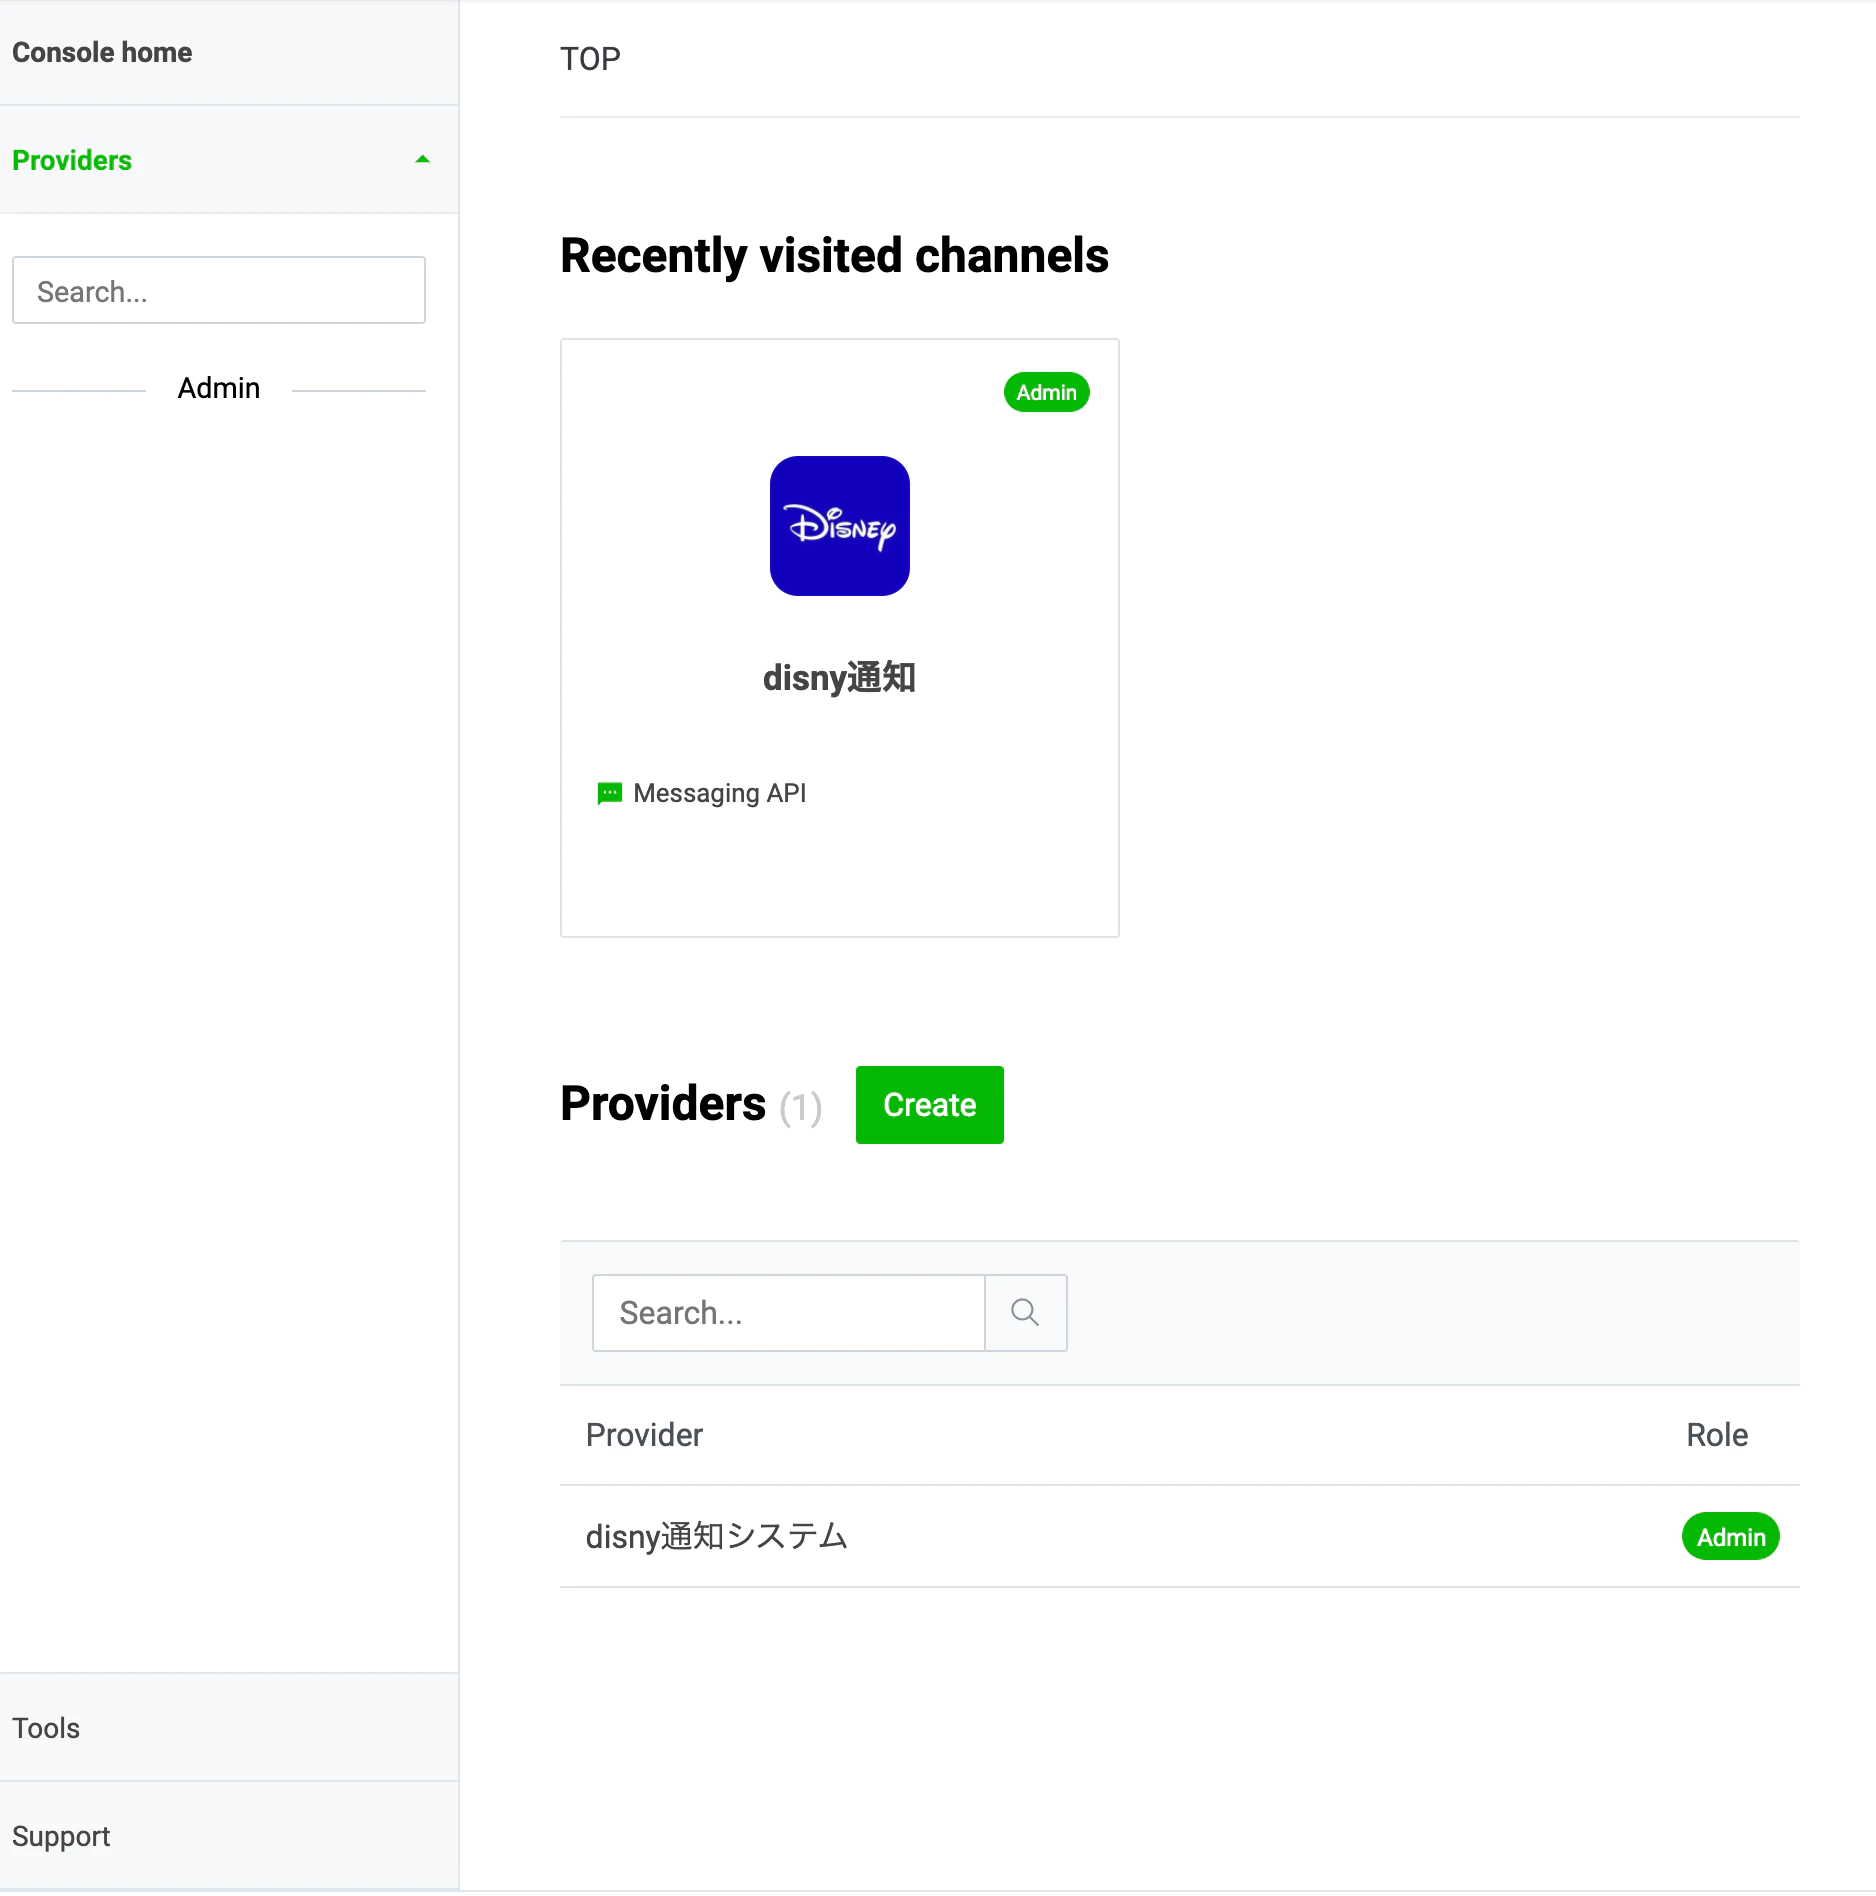 Console home
Providers
Search...
Admin
TOP
Recently visited channels
Admin
Disney
disny通知
Messaging API
Providers (1)
Create
Search...
Provider
Role
disny通知システム
Admin
Tools
Support